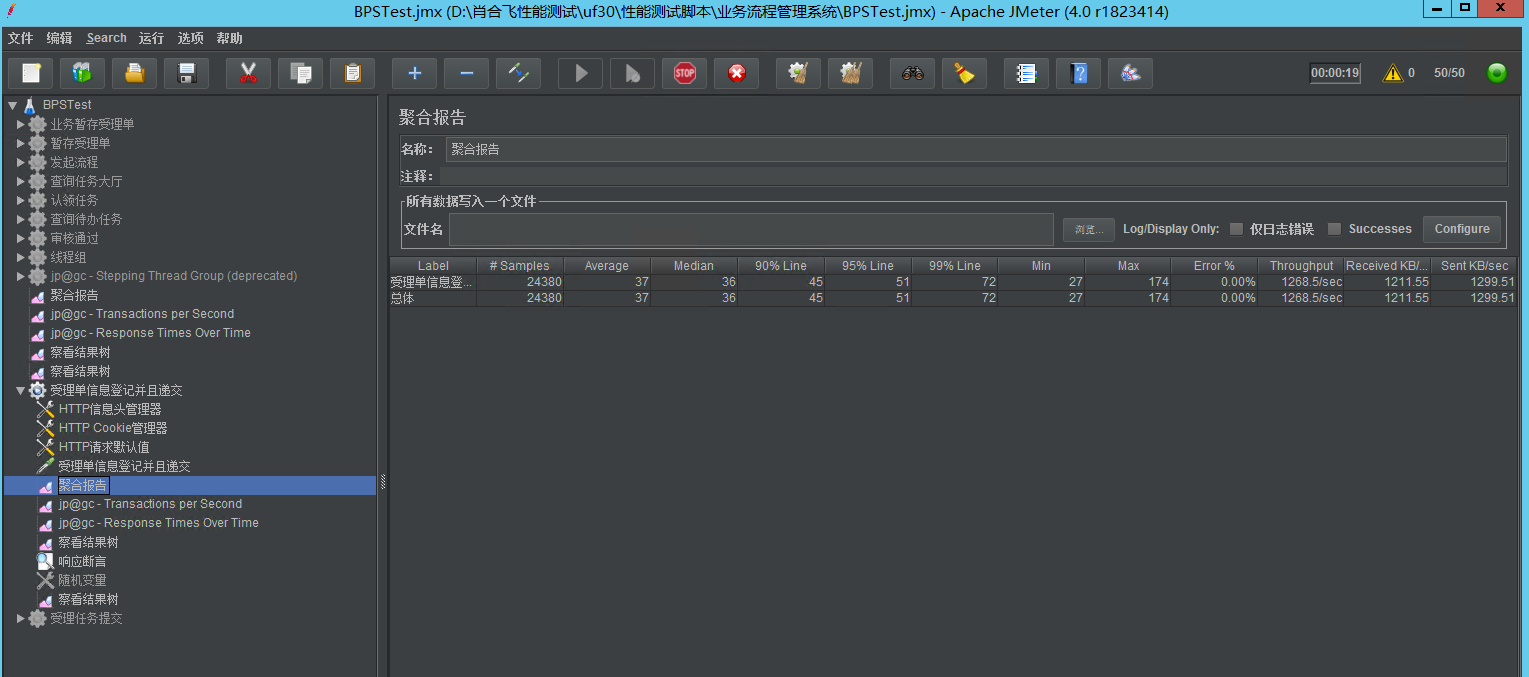 BPSTest.jmx (D:\肖合飞性能测试\uf30\性能测试脚本\业务流程管理系统\BPSTest.jmx) - Apache JMeter (4.0 r1823414)
文件 编辑 Search 运行 选项 帮助
STOP 00:00:19 0 50/50
BPSTest
业务暂存受理单
暂存受理单
发起流程
查询任务大厅
认领任务
查询待办任务
审核通过
线程组
jp@gc - Stepping Thread Group (deprecated)
聚合报告
jp@gc - Transactions per Second
jp@gc - Response Times Over Time
察看结果树
察看结果树
受理单信息登记并且递交
HTTP信息头管理器
HTTP Cookie管理器
HTTP请求默认值
受理单信息登记并且递交
聚合报告
jp@gc - Transactions per Second
jp@gc - Response Times Over Time
察看结果树
响应断言
随机变量
察看结果树
受理任务提交
聚合报告
名称： 聚合报告
注释：
所有数据写入一个文件
文件名 浏览... Log/Display Only: 仅日志错误 Successes Configure
Label # Samples Average Median 90% Line 95% Line 99% Line Min Max Error % Throughput Received KB/... Sent KB/sec
受理单信息登... 24380 37 36 45 51 72 27 174 0.00% 1268.5/sec 1211.55 1299.51
总体 24380 37 36 45 51 72 27 174 0.00% 1268.5/sec 1211.55 1299.51